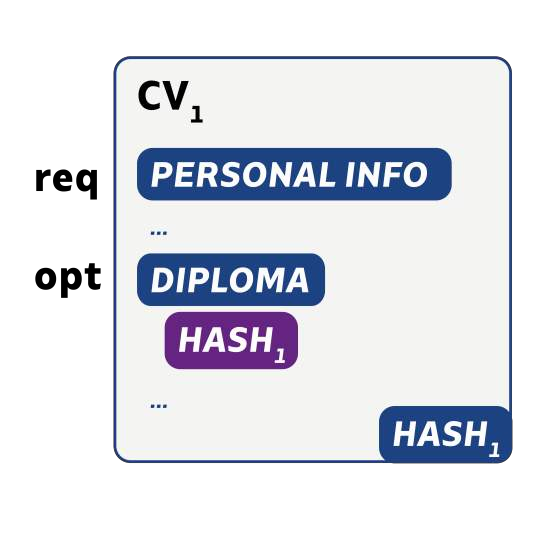 CV1
req PERSONAL INFO
...
opt DIPLOMA
HASH1
...
HASH1